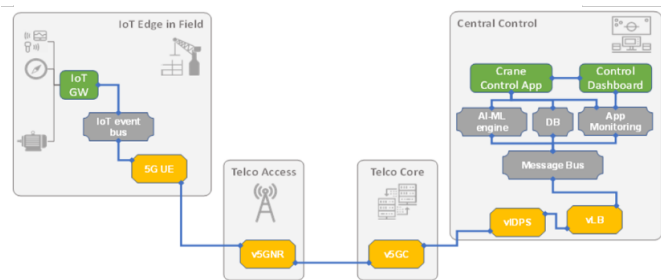 IoT Edge in Field
IoT
GW
IoT event
bus
5G UE
Telco Access
v5GNR
Telco Core
v5GC
Central Control
Crane
Control App
Control
Dashboard
AI-ML
engine
DB
App
Monitoring
Message Bus
vIDPS
vLB